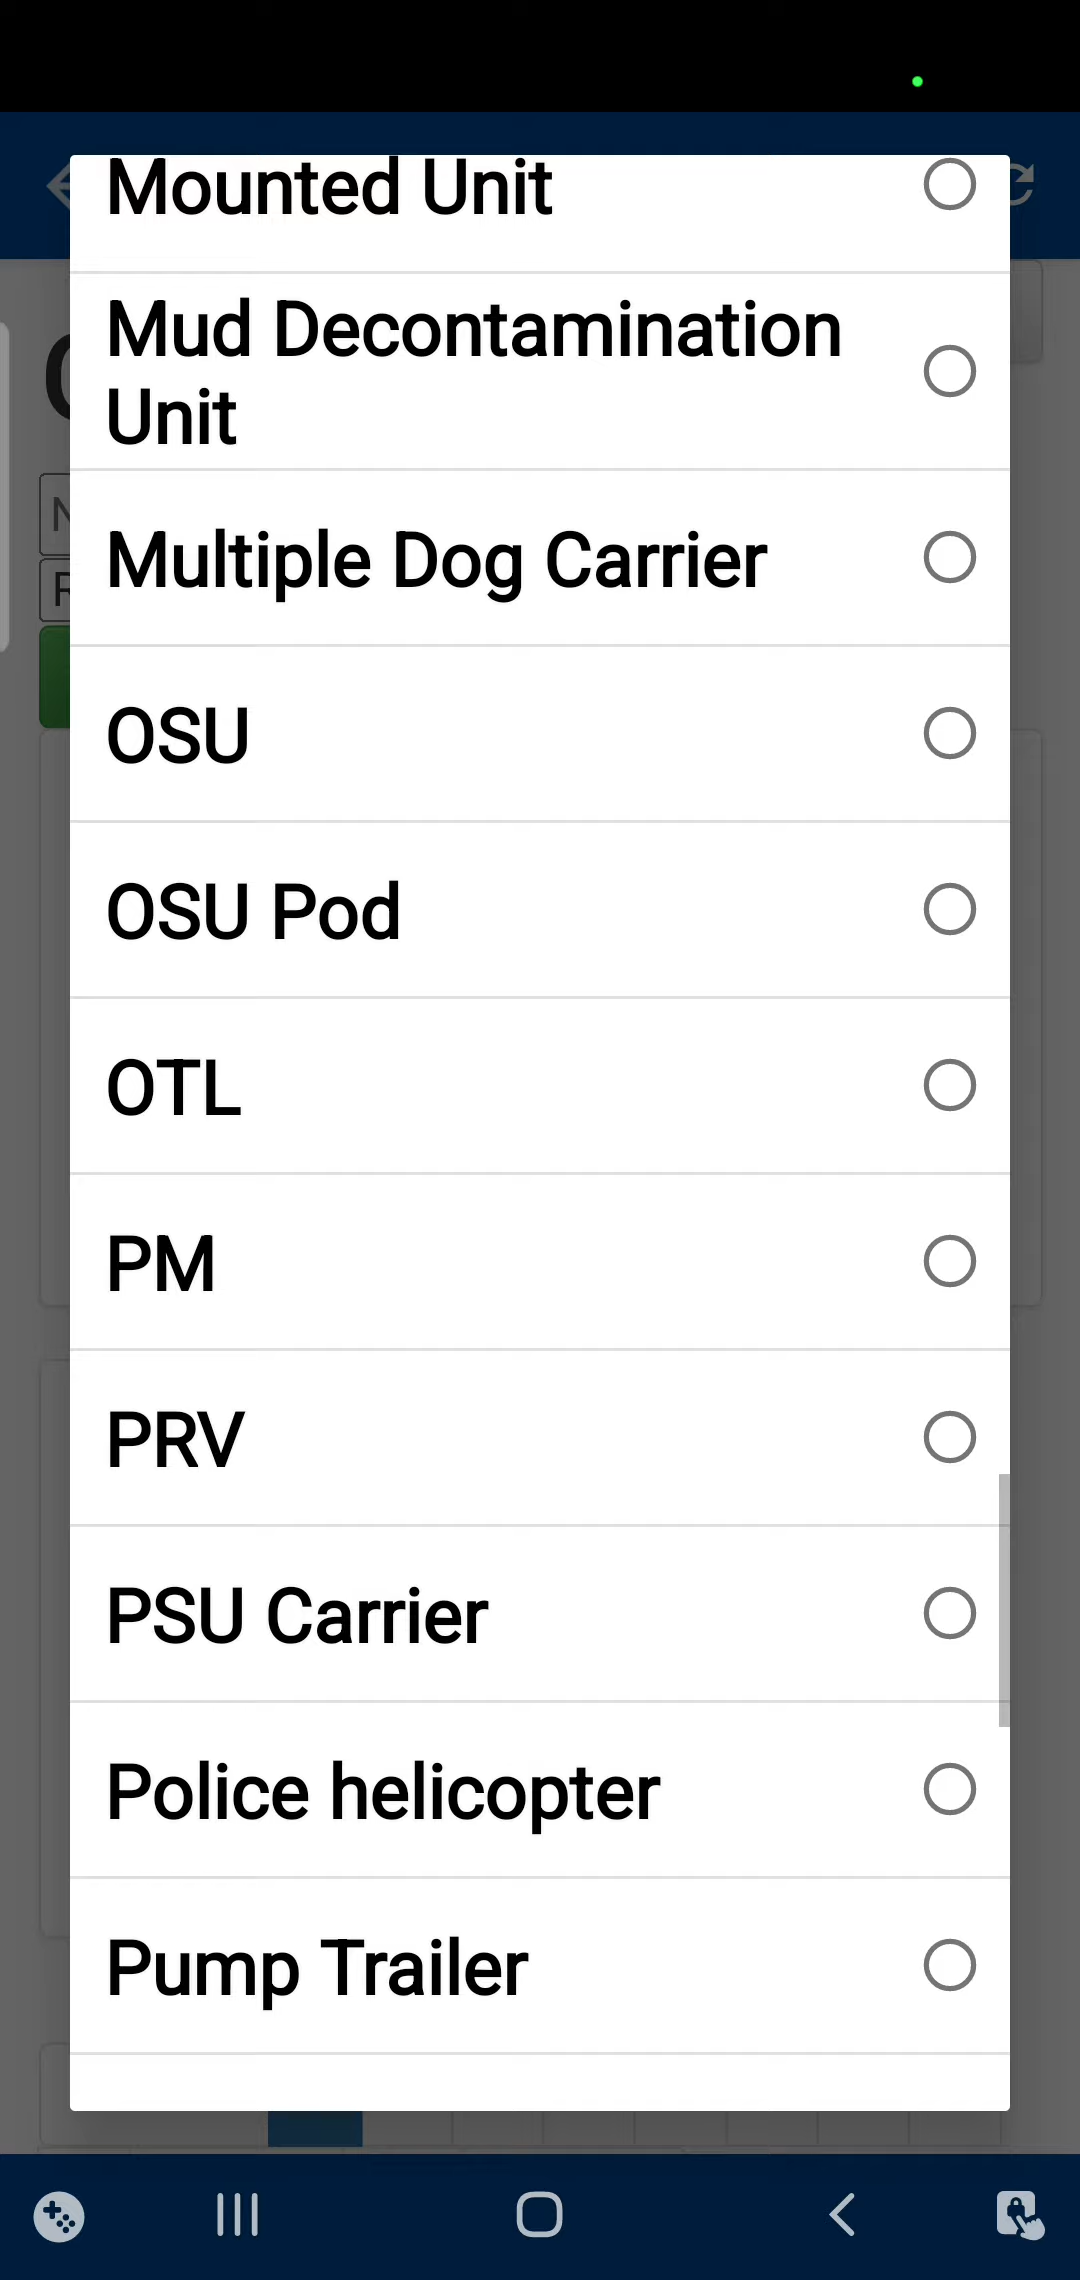 Mounted Unit
Mud Decontamination
Unit
Multiple Dog Carrier
OSU
OSU Pod
OTL
PM
PRV
PSU Carrier
Police helicopter
Pump Trailer